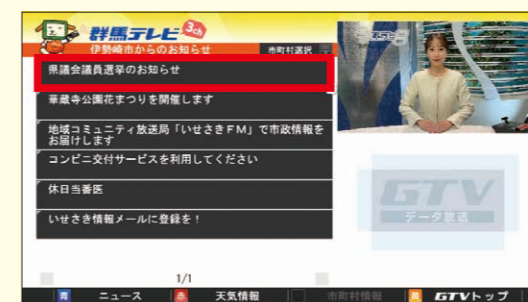 群馬テレビ 3ch
伊勢崎市からのお知らせ
市町村選択
県議会議員選挙のお知らせ
華蔵寺公園花まつりを開催します
地域コミュニティ放送局「いせさきFM」で市政情報を
お届けします
コンビニ交付サービスを利用してください
休日当番医
いせさき情報メールに登録を！
1/1
GTV
データ放送
青 ニュース
赤 天気情報
市町村情報
黄 GTVトップ